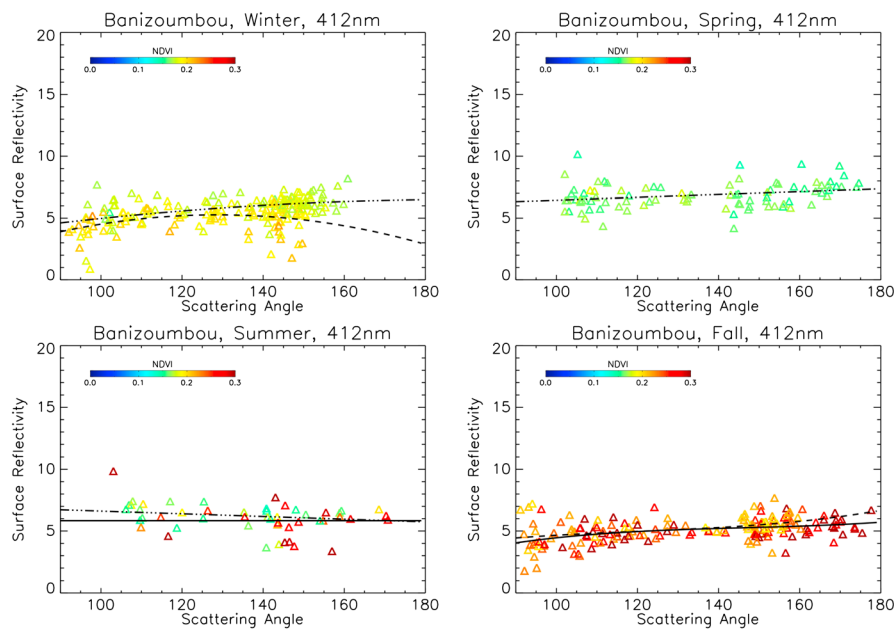 Banizoumbou, Winter, 412nm
20
15
10
5
0
Surface Reflectivity
NDVI
0.0 0.1 0.2 0.3
100 120 140 160 180
Scattering Angle
Banizoumbou, Spring, 412nm
20
15
10
5
0
Surface Reflectivity
NDVI
0.0 0.1 0.2 0.3
100 120 140 160 180
Scattering Angle
Banizoumbou, Summer, 412nm
20
15
10
5
0
Surface Reflectivity
NDVI
0.0 0.1 0.2 0.3
100 120 140 160 180
Scattering Angle
Banizoumbou, Fall, 412nm
20
15
10
5
0
Surface Reflectivity
NDVI
0.0 0.1 0.2 0.3
100 120 140 160 180
Scattering Angle